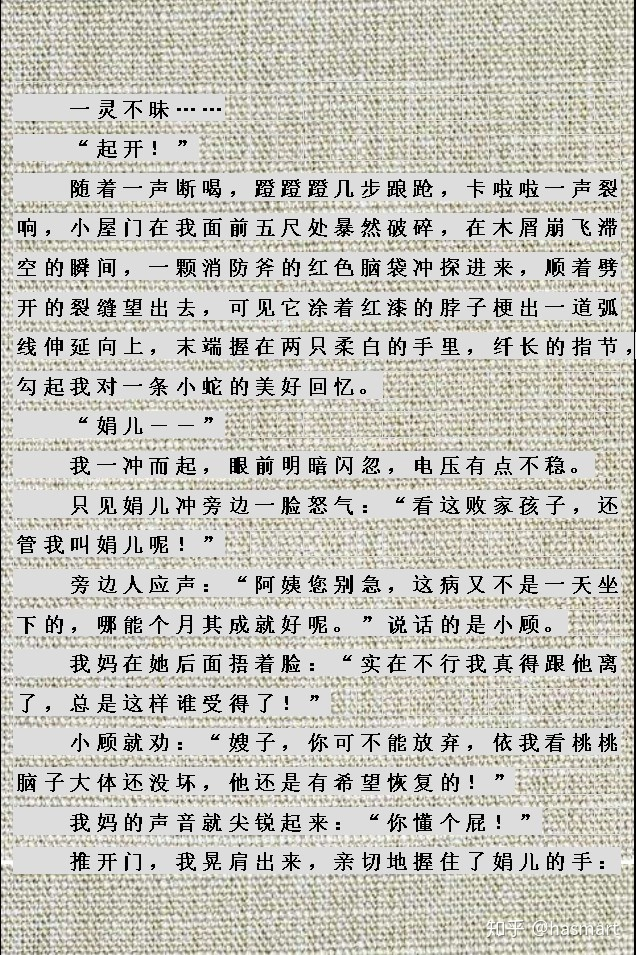 一灵不昧……
“起开！”
随着一声断喝，蹬蹬蹬几步踉跄，卡啦啦一声裂
响，小屋门在我面前五尺处暴然破碎，在木屑崩飞滞
空的瞬间，一颗消防斧的红色脑袋冲探进来，顺着劈
开的裂缝望出去，可见它涂着红漆的脖子梗出一道弧
线伸延向上，末端握在两只柔白的手里，纤长的指节，
勾起我对一条小蛇的美好回忆。
“娟儿——”
我一冲而起，眼前明暗闪忽，电压有点不稳。
只见娟儿冲旁边一脸怒气：“看这败家孩子，还
管我叫娟儿呢！”
旁边人应声：“阿姨您别急，这病又不是一天坐
下的，哪能个月其成就好呢。”说话的是小顾。
我妈在她后面捂着脸：“实在不行我真得跟他离
了，总是这样谁受得了！”
小顾就劝：“嫂子，你可不能放弃，依我看桃桃
脑子大体还没坏，他还是有希望恢复的！”
我妈的声音就尖锐起来：“你懂个屁！”
推开门，我晃肩出来，亲切地握住了娟儿的手：
知乎 @hasmart